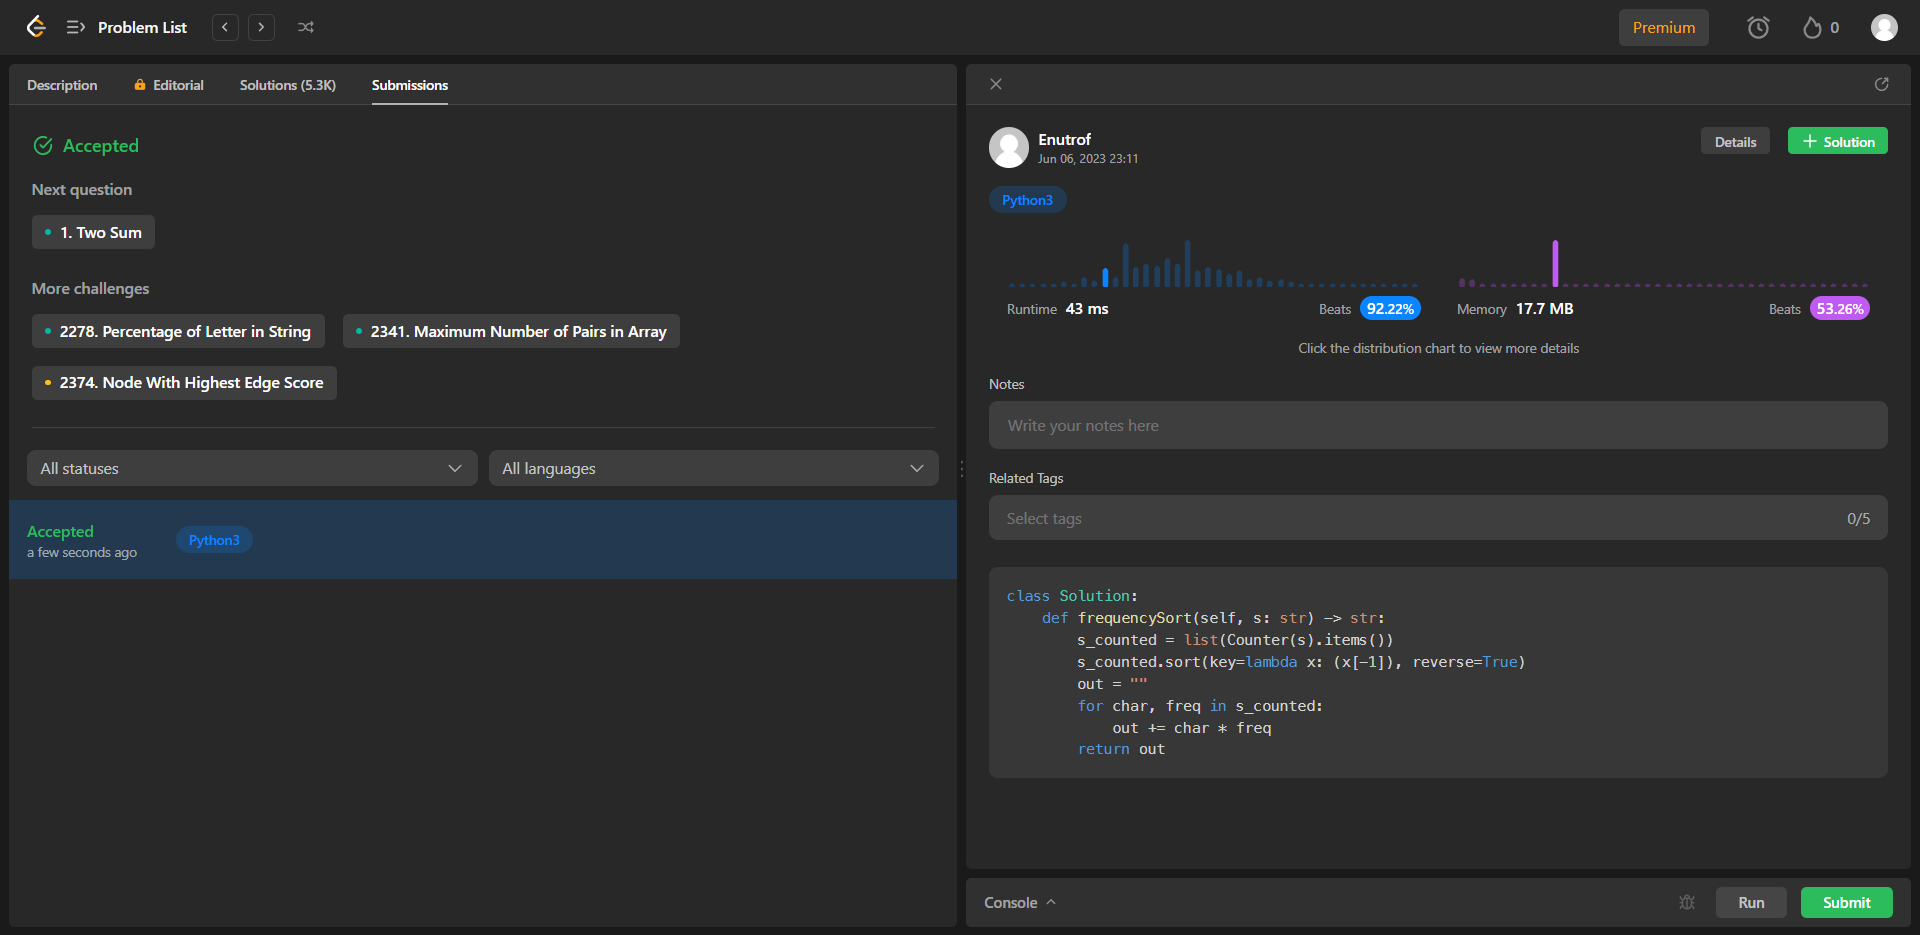 Problem List
Premium
0
Description
Editorial
Solutions (5.3K)
Submissions
Accepted
Next question
1. Two Sum
More challenges
2278. Percentage of Letter in String
2341. Maximum Number of Pairs in Array
2374. Node With Highest Edge Score
All statuses
All languages
Accepted
a few seconds ago
Python3
Enutrof
Jun 06, 2023 23:11
Details
Solution
Python3
Runtime 43 ms
Beats 92.22%
Memory 17.7 MB
Beats 53.26%
Click the distribution chart to view more details
Notes
Write your notes here
Related Tags
Select tags
0/5
class Solution:
    def frequencySort(self, s: str) -> str:
        s_counted = list(Counter(s).items())
        s_counted.sort(key=lambda x: (x[-1]), reverse=True)
        out = ""
        for char, freq in s_counted:
            out += char * freq
        return out
Console
Run
Submit